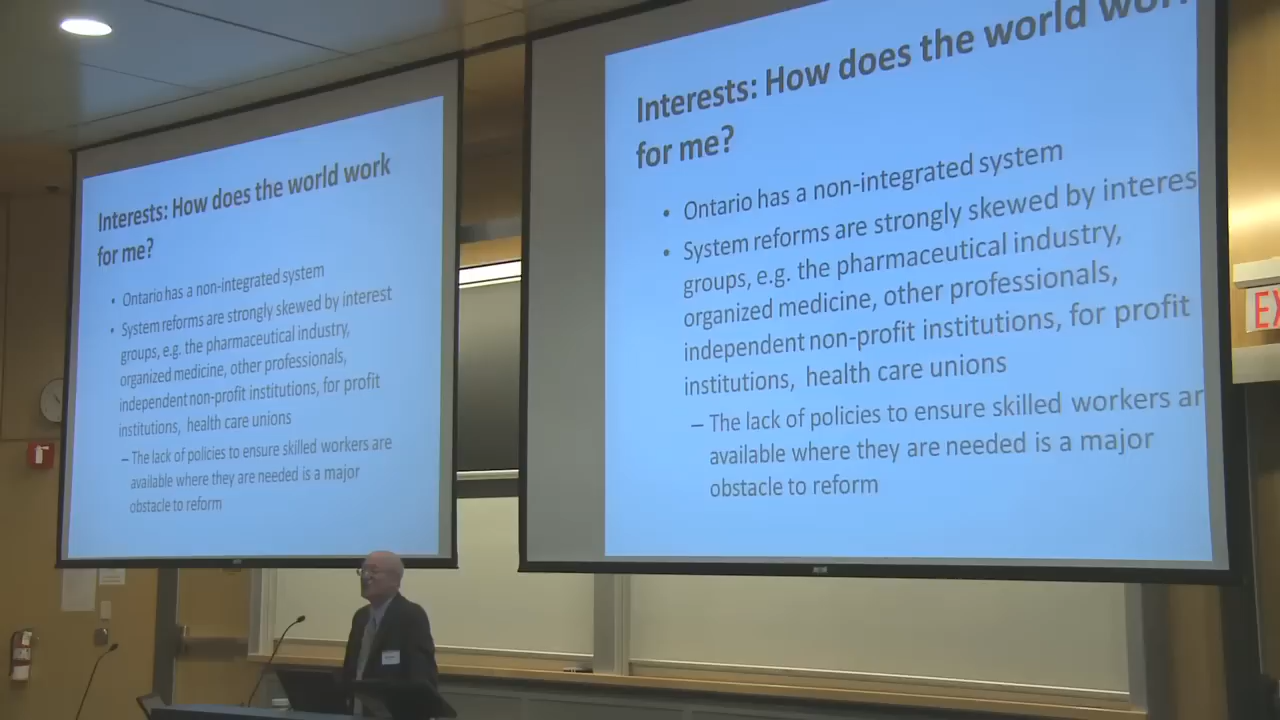 Interests: How does the world work
for me?
• Ontario has a non-integrated system
• System reforms are strongly skewed by interest
groups, e.g. the pharmaceutical industry,
organized medicine, other professionals,
independent non-profit institutions, for profit
institutions, health care unions
– The lack of policies to ensure skilled workers are
available where they are needed is a major
obstacle to reform
Interests: How does the world work
for me?
• Ontario has a non-integrated system
• System reforms are strongly skewed by interes
groups, e.g. the pharmaceutical industry,
organized medicine, other professionals,
independent non-profit institutions, for profit
institutions, health care unions
– The lack of policies to ensure skilled workers ar
available where they are needed is a major
obstacle to reform
EX